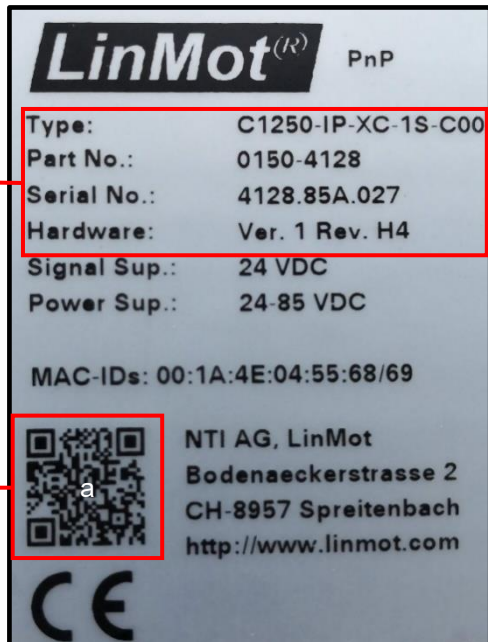 LinMot(R) PnP
Type: C1250-IP-XC-1S-C00
Part No.: 0150-4128
Serial No.: 4128.85A.027
Hardware: Ver. 1 Rev. H4
Signal Sup.: 24 VDC
Power Sup.: 24-85 VDC
MAC-IDs: 00:1A:4E:04:55:68/69
a
NTI AG, LinMot
Bodenaeckerstrasse 2
CH-8957 Spreitenbach
http://www.linmot.com
CE